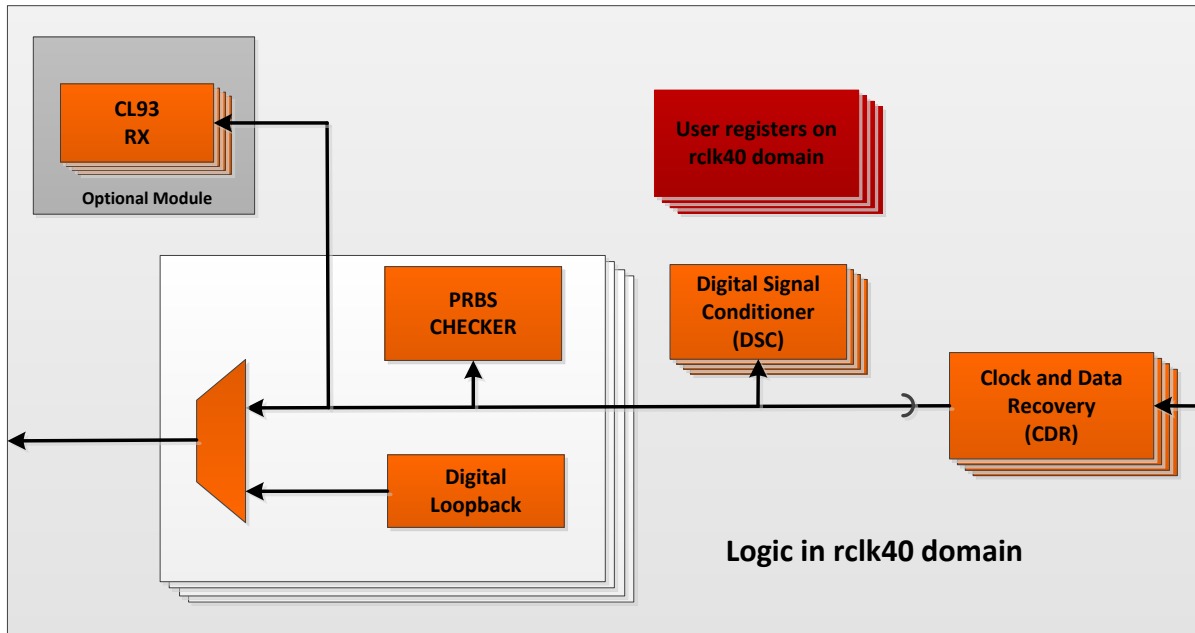 CL93
RX
Optional Module
User registers on
rclk40 domain
PRBS
CHECKER
Digital Signal
Conditioner
(DSC)
Clock and Data
Recovery
(CDR)
Digital
Loopback
Logic in rclk40 domain